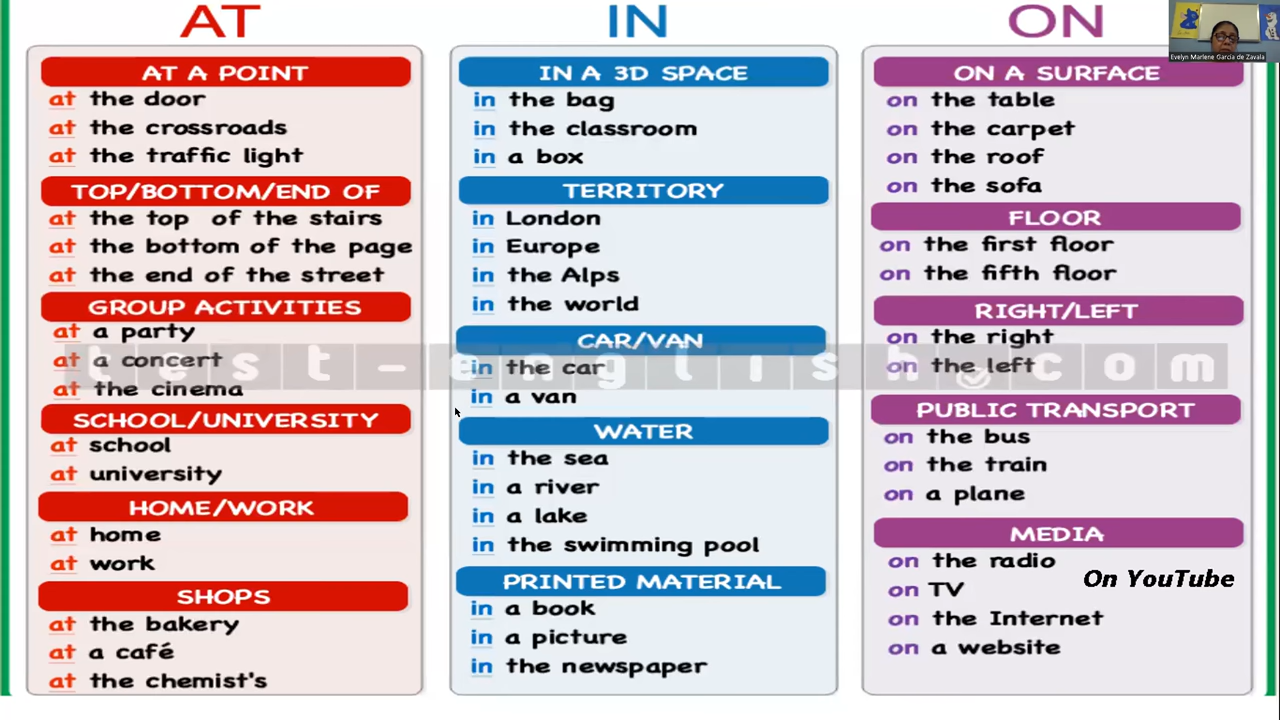 AT
AT A POINT
at the door
at the crossroads
at the traffic light
TOP/BOTTOM/END OF
at the top of the stairs
at the bottom of the page
at the end of the street
GROUP ACTIVITIES
at a party
at a concert
at the cinema
SCHOOL/UNIVERSITY
at school
at university
HOME/WORK
at home
at work
SHOPS
at the bakery
at a café
at the chemist's
IN
IN A 3D SPACE
in the bag
in the classroom
in a box
TERRITORY
in London
in Europe
in the Alps
in the world
CAR/VAN
in the car
in a van
WATER
in the sea
in a river
in a lake
in the swimming pool
PRINTED MATERIAL
in a book
in a picture
in the newspaper
ON
ON A SURFACE
on the table
on the carpet
on the roof
on the sofa
FLOOR
on the first floor
on the fifth floor
RIGHT/LEFT
on the right
on the left
PUBLIC TRANSPORT
on the bus
on the train
on a plane
MEDIA
on the radio
on TV
on the Internet
on a website
On YouTube
test-english.com
Evelyn Marlene García de Zavala